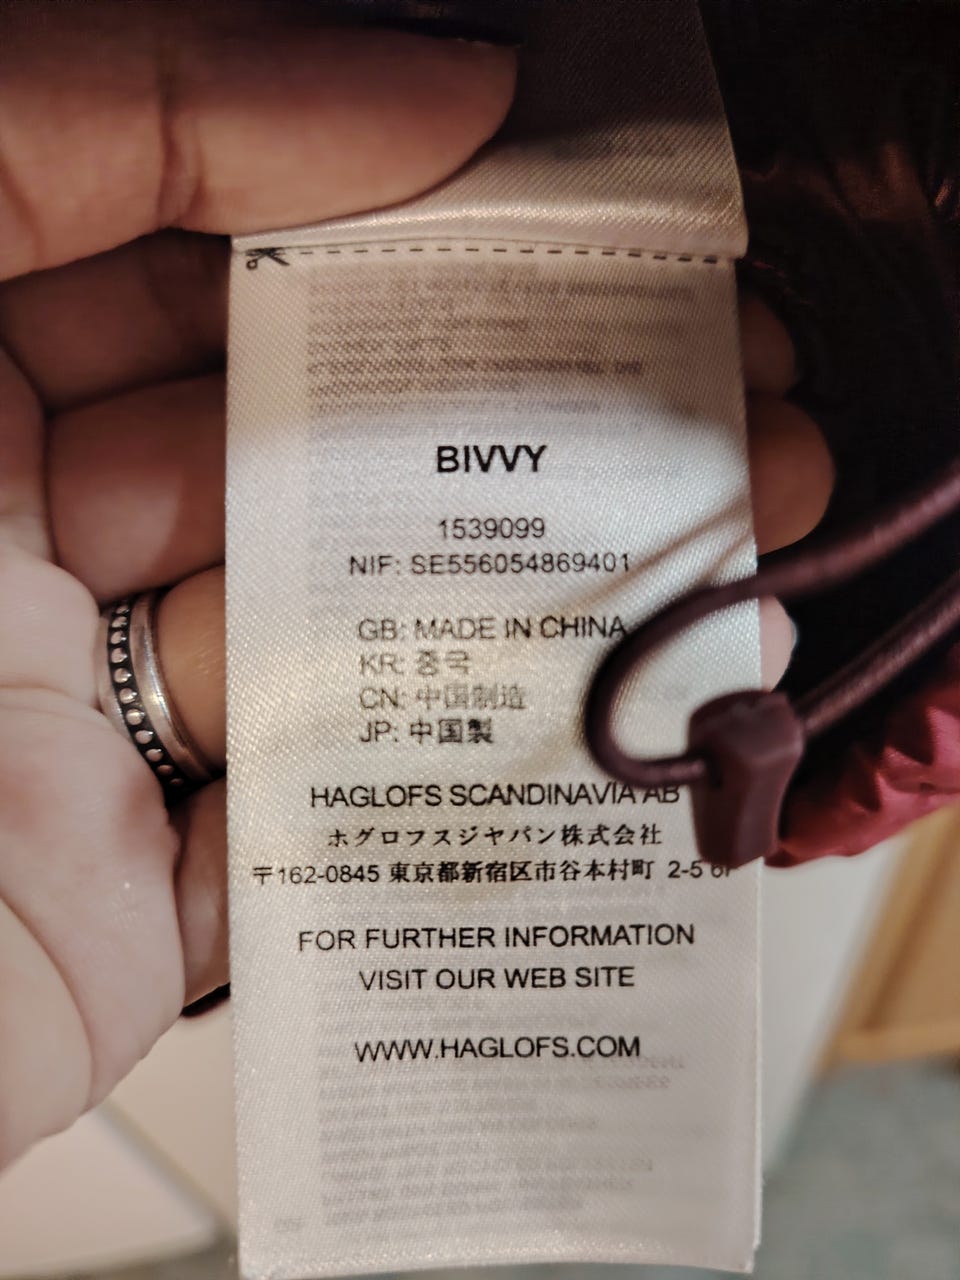 BIVVY
1539099
NIF: SE556054869401
GB: MADE IN CHINA
KR: 중국
CN: 中国制造
JP: 中国製
HAGLOFS SCANDINAVIA AB
ホグロフスジャパン株式会社
〒162-0845 東京都新宿区市谷本村町 2-5 6F
FOR FURTHER INFORMATION
VISIT OUR WEB SITE
WWW.HAGLOFS.COM